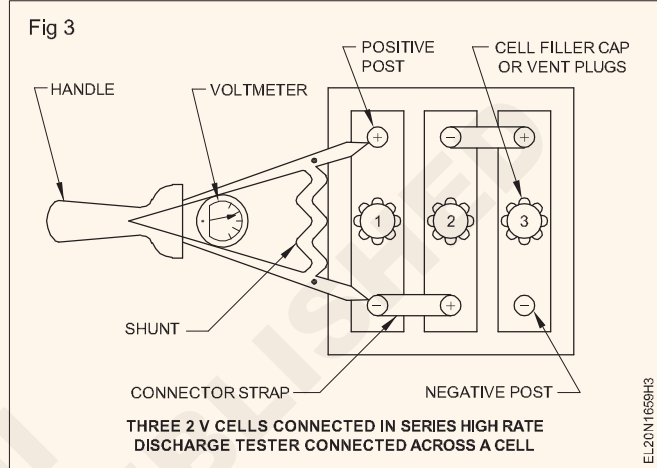 Fig 3
POSITIVE
POST
CELL FILLER CAP
OR VENT PLUGS
HANDLE
VOLTMETER
+
-
+
1
2
3
-
+
-
SHUNT
CONNECTOR STRAP
NEGATIVE POST
THREE 2 V CELLS CONNECTED IN SERIES HIGH RATE
DISCHARGE TESTER CONNECTED ACROSS A CELL
EL20N1659H3